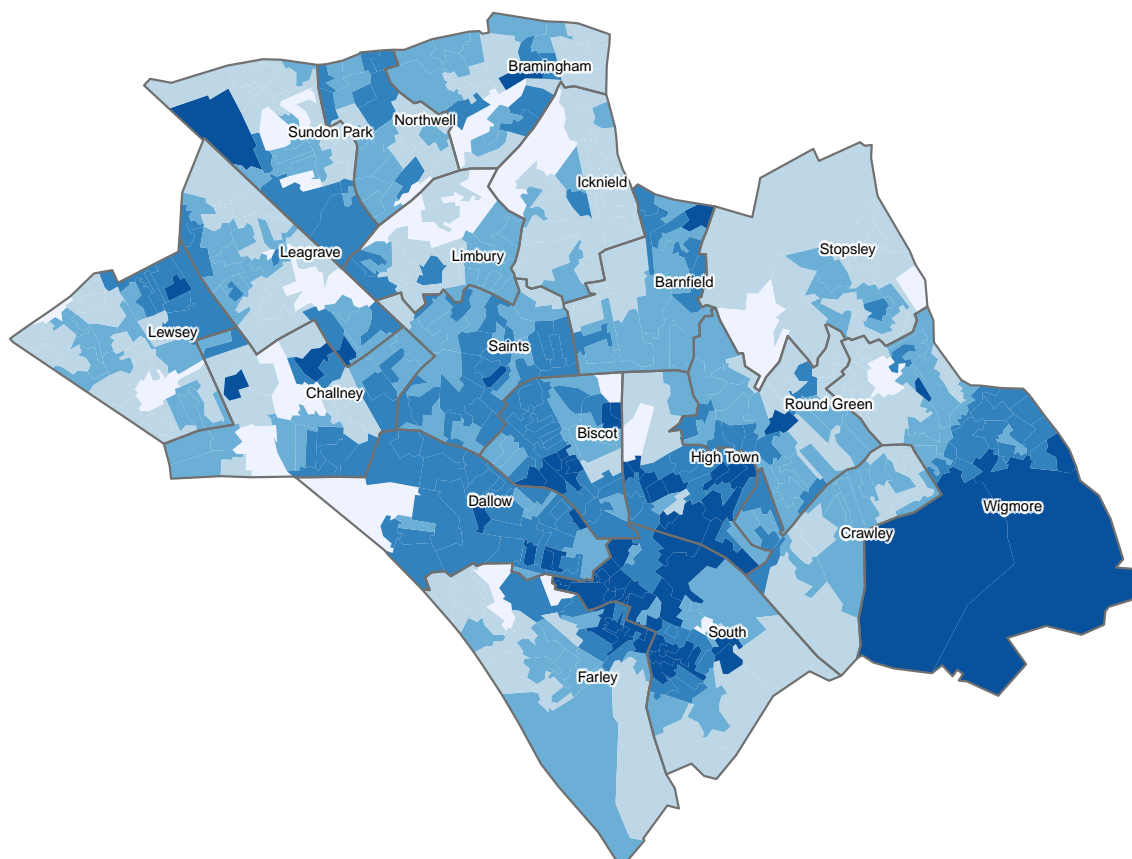 Bramingham
Northwell
Sundon Park
Icknield
Stopsley
Leagrave
Limbury
Barnfield
Lewsey
Saints
Challney
Round Green
Biscot
High Town
Dallow
Wigmore
Crawley
South
Farley